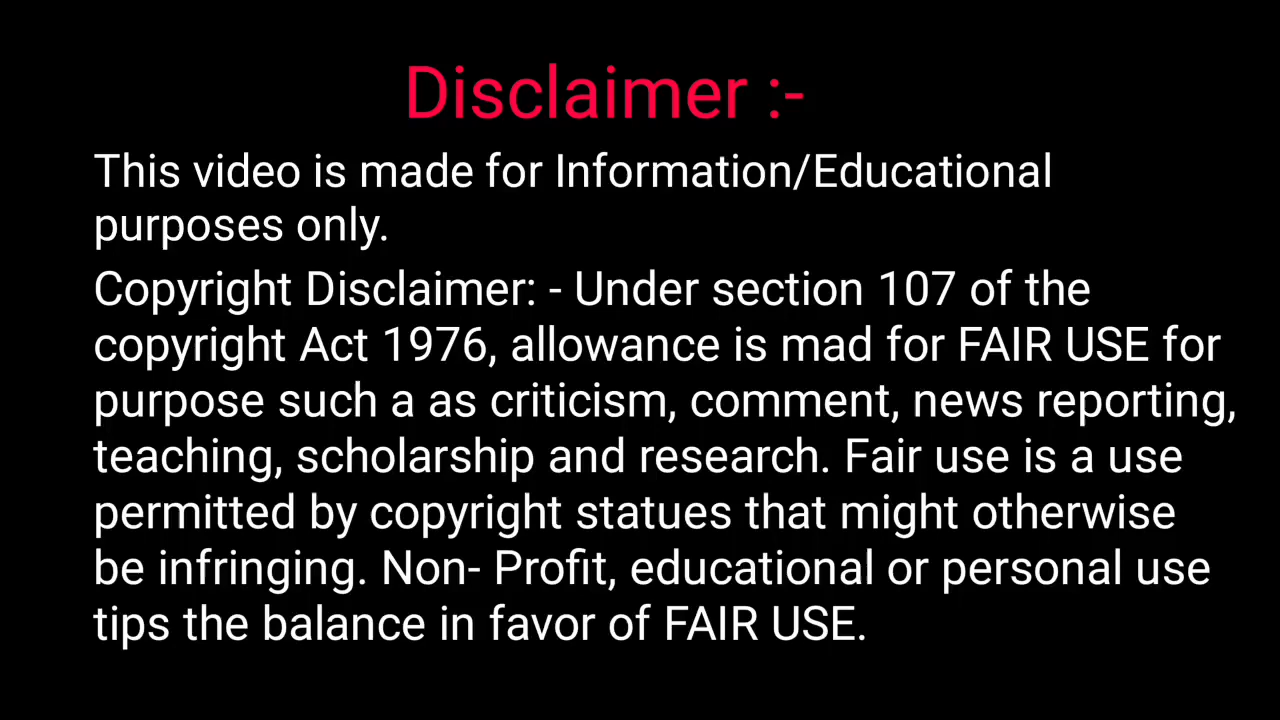 Disclaimer :-
This video is made for Information/Educational
purposes only.
Copyright Disclaimer: - Under section 107 of the
copyright Act 1976, allowance is mad for FAIR USE for
purpose such a as criticism, comment, news reporting,
teaching, scholarship and research. Fair use is a use
permitted by copyright statues that might otherwise
be infringing. Non- Profit, educational or personal use
tips the balance in favor of FAIR USE.